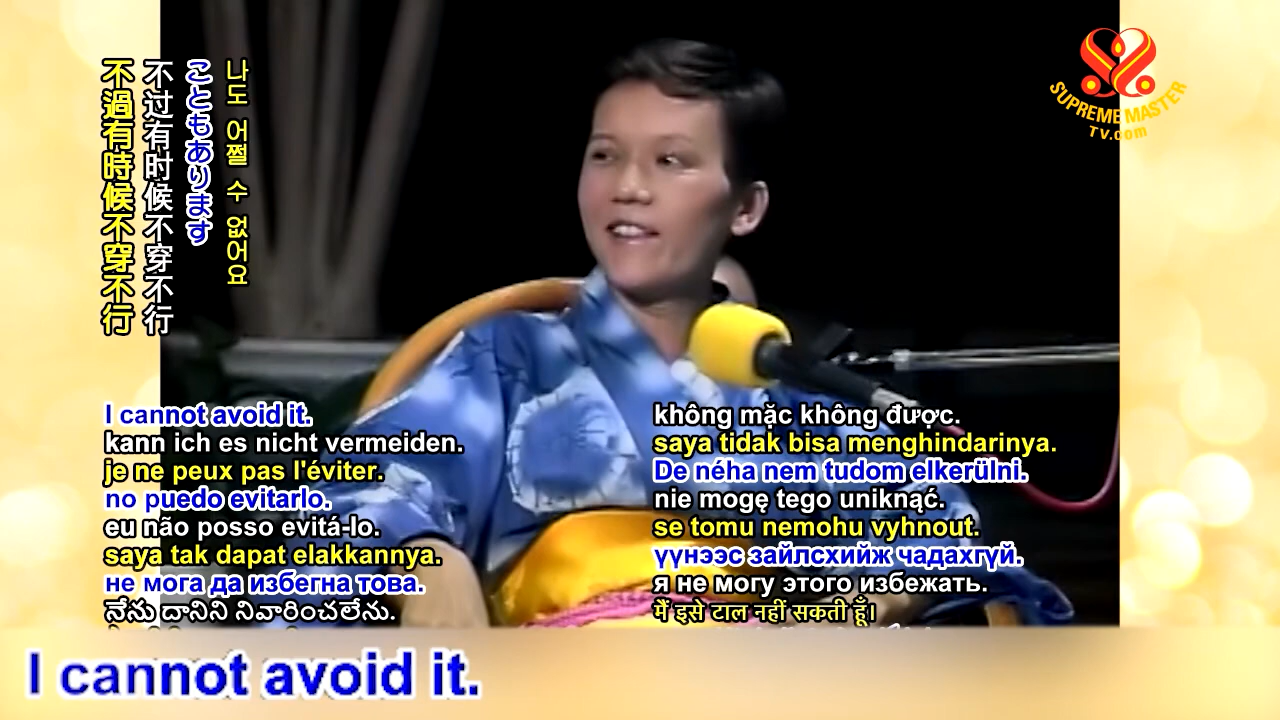 不過有時候不穿不行
不过有时候不穿不行
こともあります
나도 어쩔 수 없어요
SUPREME MASTER
TV.com
I cannot avoid it.
kann ich es nicht vermeiden.
je ne peux pas l'éviter.
no puedo evitarlo.
eu não posso evitá-lo.
saya tak dapat elakkannya.
не мога да избегна това.
నేను దానిని నివారించలేను.
không mặc không được.
saya tidak bisa menghindarinya.
De néha nem tudom elkerülni.
nie mogę tego uniknąć.
se tomu nemohu vyhnout.
үүнээс зайлсхийж чадахгүй.
я не могу этого избежать.
मैं इसे टाल नहीं सकती हूँ।
I cannot avoid it.